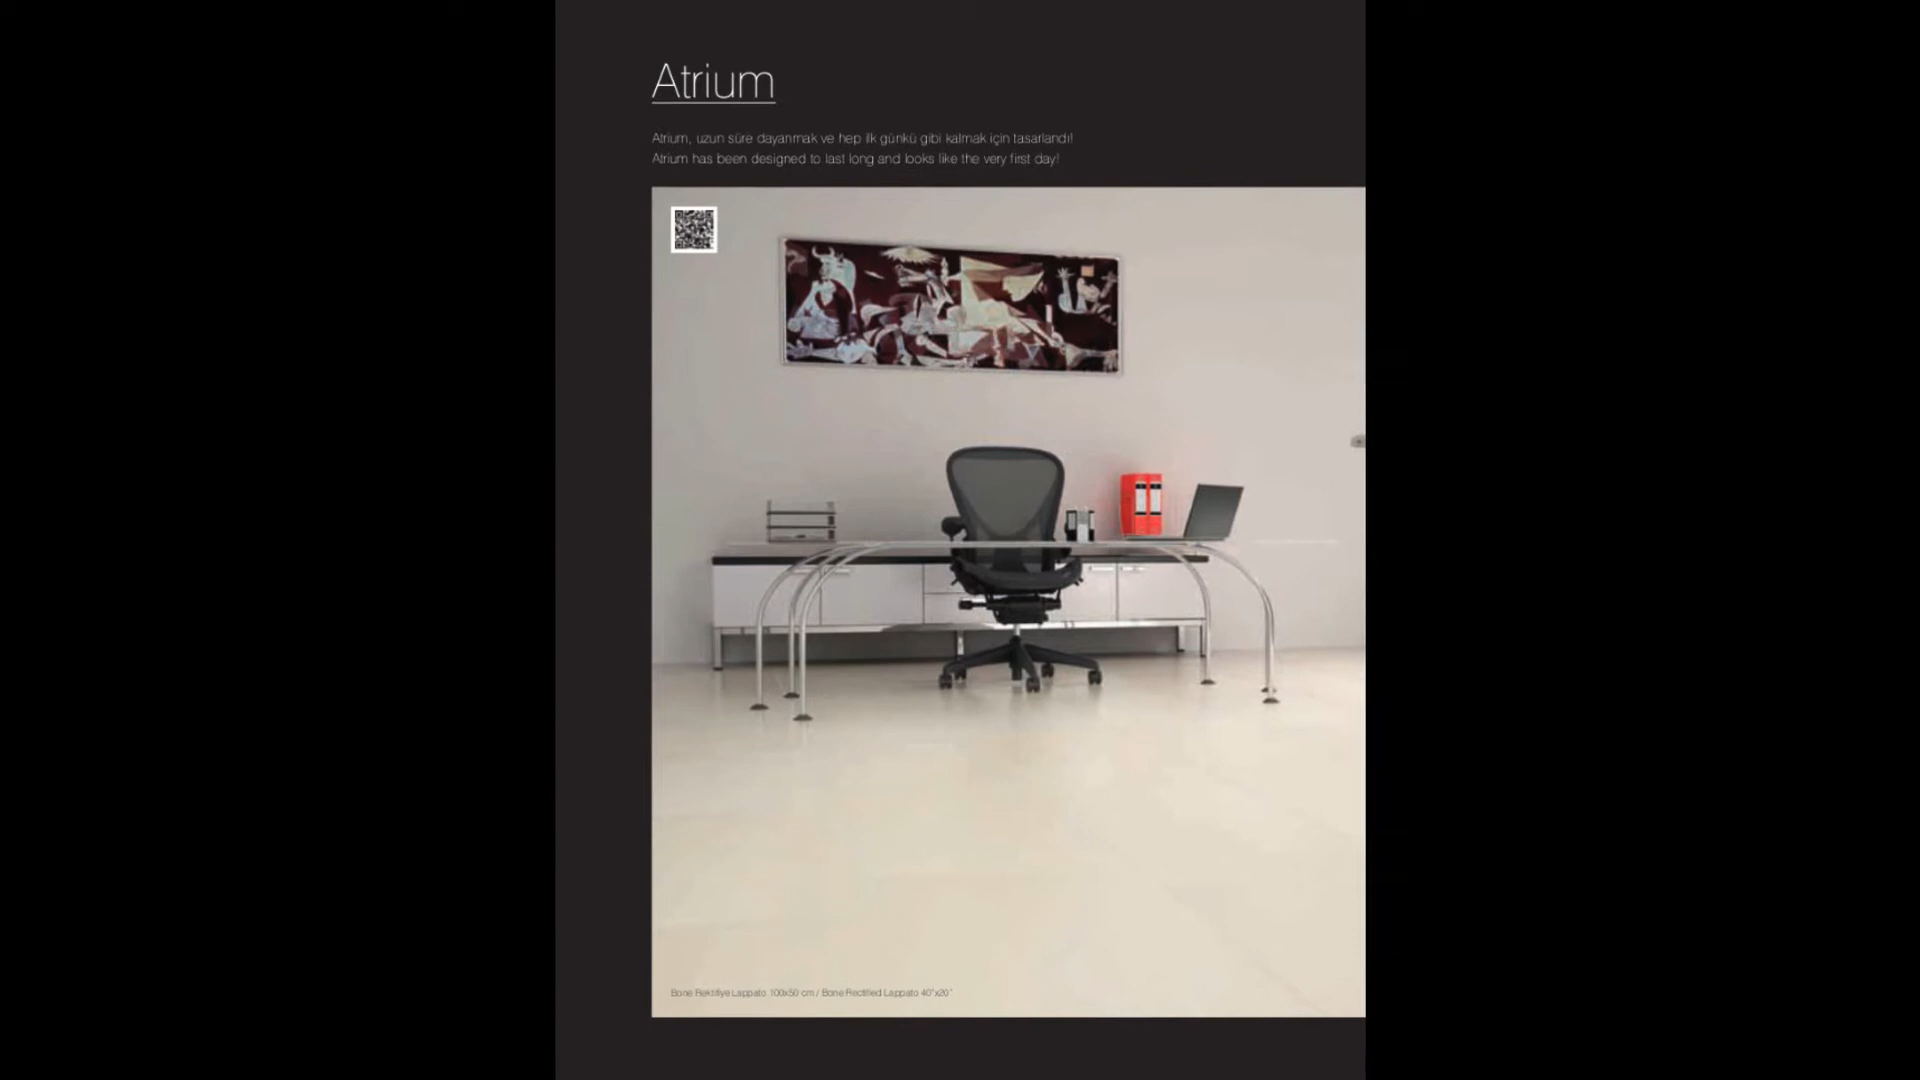 Atrium
Atrium, uzun süre dayanmak ve hep ilk günkü gibi kalmak için tasarlandı!
Atrium has been designed to last long and looks like the very first day!
Bone Rektifiye Lappato 100x50 cm / Bone Rectified Lappato 40"x20"